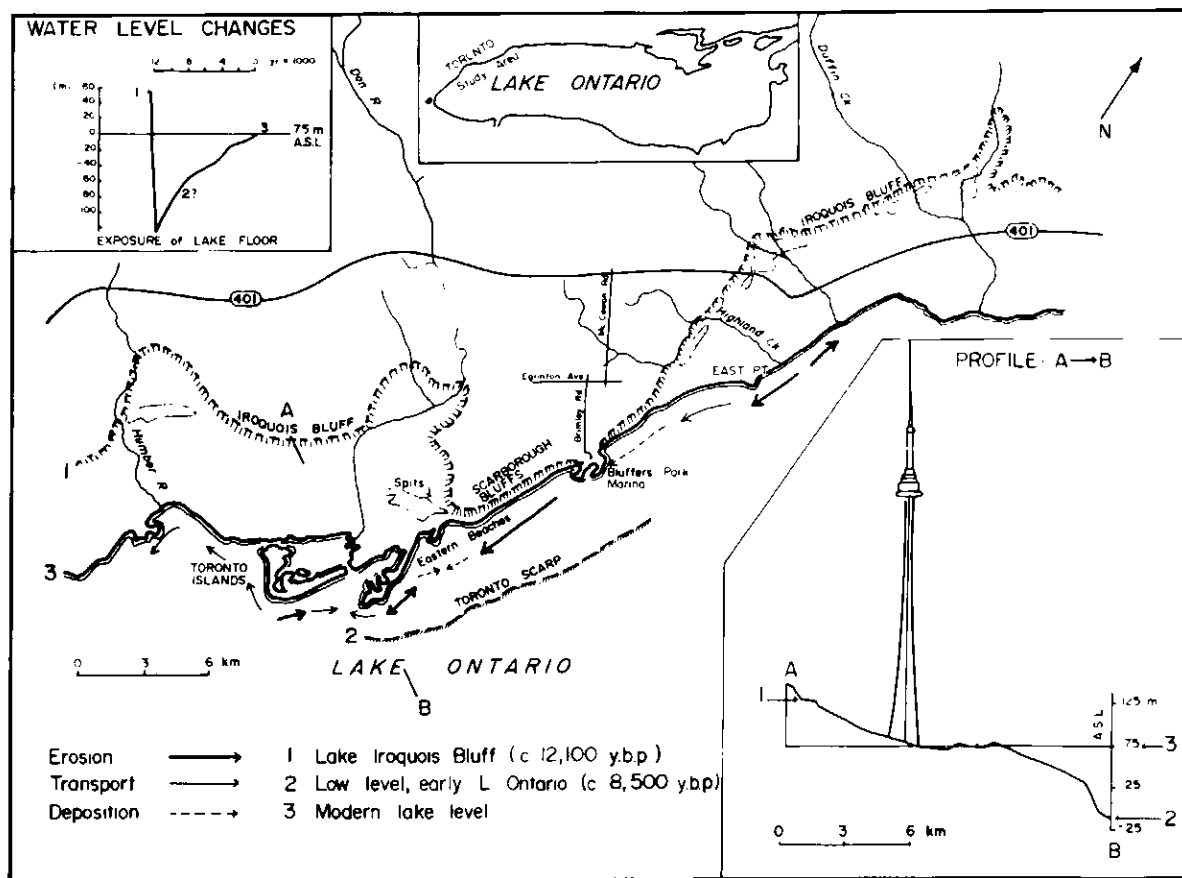 WATER LEVEL CHANGES
12 8 4 0 yr × 1000
(m) 60
40
20
0
20
-40
60
80
100
1
2?
3
75 m
A.S.L
EXPOSURE of LAKE FLOOR
TORONTO
Study Area
LAKE ONTARIO
Don R
Duffin Ck
N
IROQUOIS BLUFF
401
401
Mc Cowan Rd
Highland Ck
Eglinton Ave
Brimley Rd
EAST PT
A
IROQUOIS BLUFF
Humber R
1
Spits
SCARBOROUGH
BLUFFS
Bluffers Park
Marina
Eastern Beaches
TORONTO SCARP
3
TORONTO
ISLANDS
2
0 3 6 km
LAKE ONTARIO
B
PROFILE A→B
A
1
A.S.L.
125 m
75
3
25
2
-25
B
0 3 6 km
Erosion
1 Lake Iroquois Bluff (c 12,100 y.b.p)
Transport
2 Low level, early L Ontario (c 8,500 y.b.p)
Deposition
3 Modern lake level